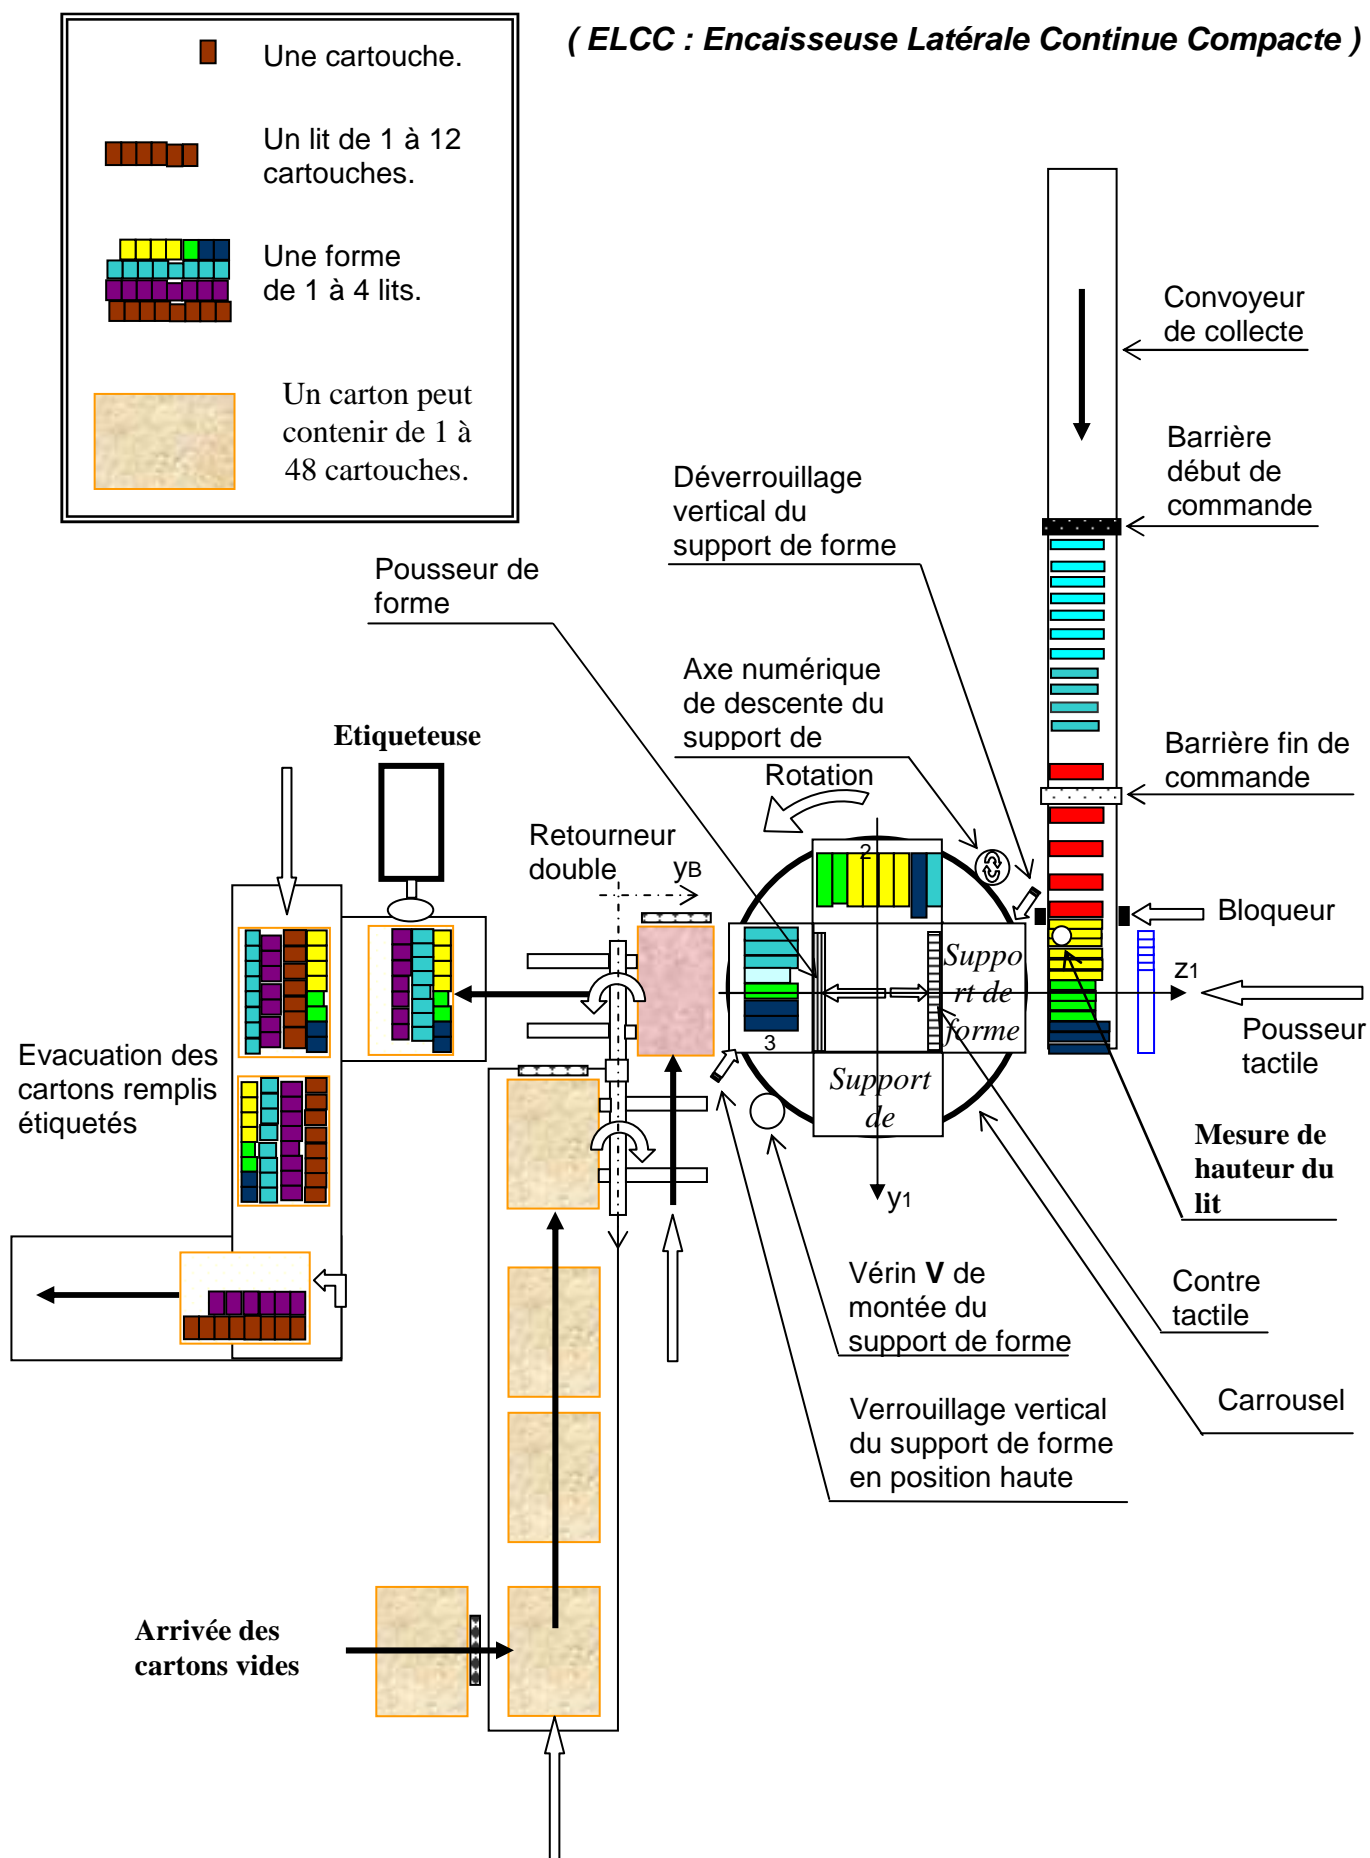 ( ELCC : Encaisseuse Latérale Continue Compacte )
Une cartouche.
Un lit de 1 à 12
cartouches.
Une forme
de 1 à 4 lits.
Un carton peut
contenir de 1 à
48 cartouches.
Convoyeur
de collecte
Barrière
début de
commande
Déverrouillage
vertical du
support de forme
Pousseur de
forme
Axe numérique
de descente du
support de
Barrière fin de
commande
Etiqueteuse
Rotation
Retourneur
double
yB
2
Bloqueur
Suppo
rt de
forme
z1
Pousseur
tactile
3
Support
de
Evacuation des
cartons remplis
étiquetés
Mesure de
hauteur du
lit
y1
Vérin V de
montée du
support de forme
Contre
tactile
Carrousel
Verrouillage vertical
du support de forme
en position haute
Arrivée des
cartons vides